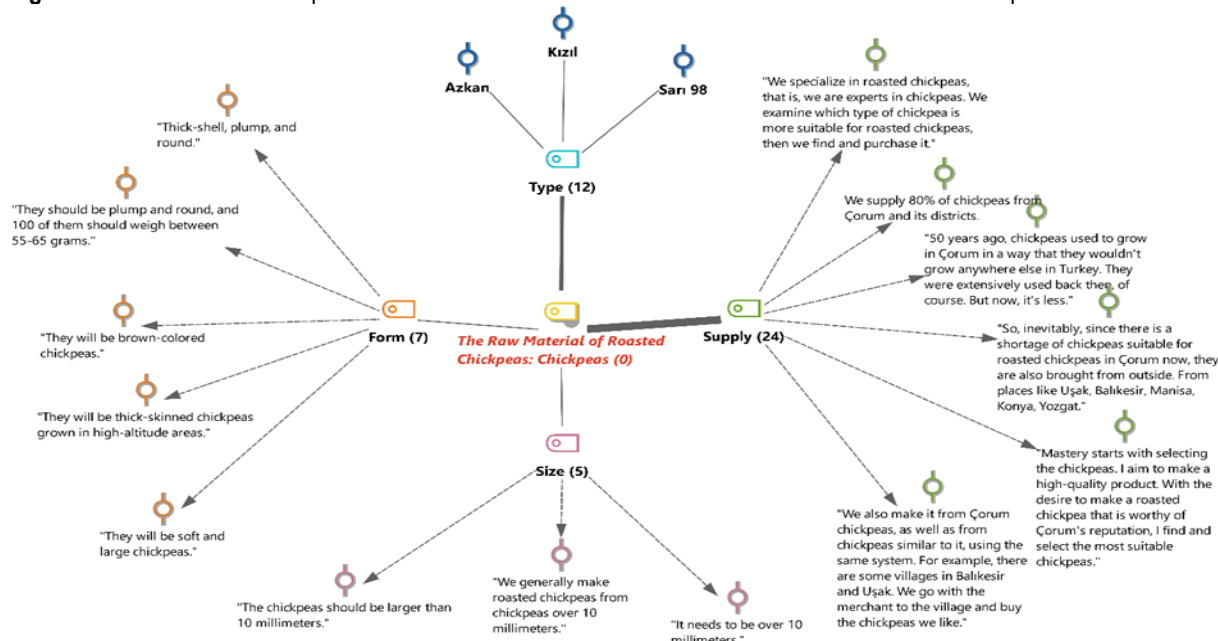 Kızıl
Azkan
Sarı 98
Type (12)
"Thick-shell, plump, and
round."
"They should be plump and round, and
100 of them should weigh between
55-65 grams."
"They will be brown-colored
chickpeas."
"They will be thick-skinned chickpeas
grown in high-altitude areas."
"They will be soft and
large chickpeas."
Form (7)
The Raw Material of Roasted
Chickpeas: Chickpeas (0)
Supply (24)
"We specialize in roasted chickpeas,
that is, we are experts in chickpeas. We
examine which type of chickpea is
more suitable for roasted chickpeas,
then we find and purchase it."
We supply 80% of chickpeas from
Çorum and its districts.
"50 years ago, chickpeas used to grow
in Çorum in a way that they wouldn't
grow anywhere else in Turkey. They
were extensively used back then, of
course. But now, it's less."
"So, inevitably, since there is a
shortage of chickpeas suitable for
roasted chickpeas in Çorum now, they
are also brought from outside. From
places like Uşak, Balıkesir, Manisa,
Konya, Yozgat."
"Mastery starts with selecting
the chickpeas. I aim to make a
high-quality product. With the
desire to make a roasted
chickpea that is worthy of
Çorum's reputation, I find and
select the most suitable
chickpeas."
"We also make it from Çorum
chickpeas, as well as from
chickpeas similar to it, using the
same system. For example, there
are some villages in Balıkesir
and Uşak. We go with the
merchant to the village and buy
the chickpeas we like."
Size (5)
"The chickpeas should be larger than
10 millimeters."
"We generally make
roasted chickpeas from
chickpeas over 10
millimeters."
"It needs to be over 10
millimeters."